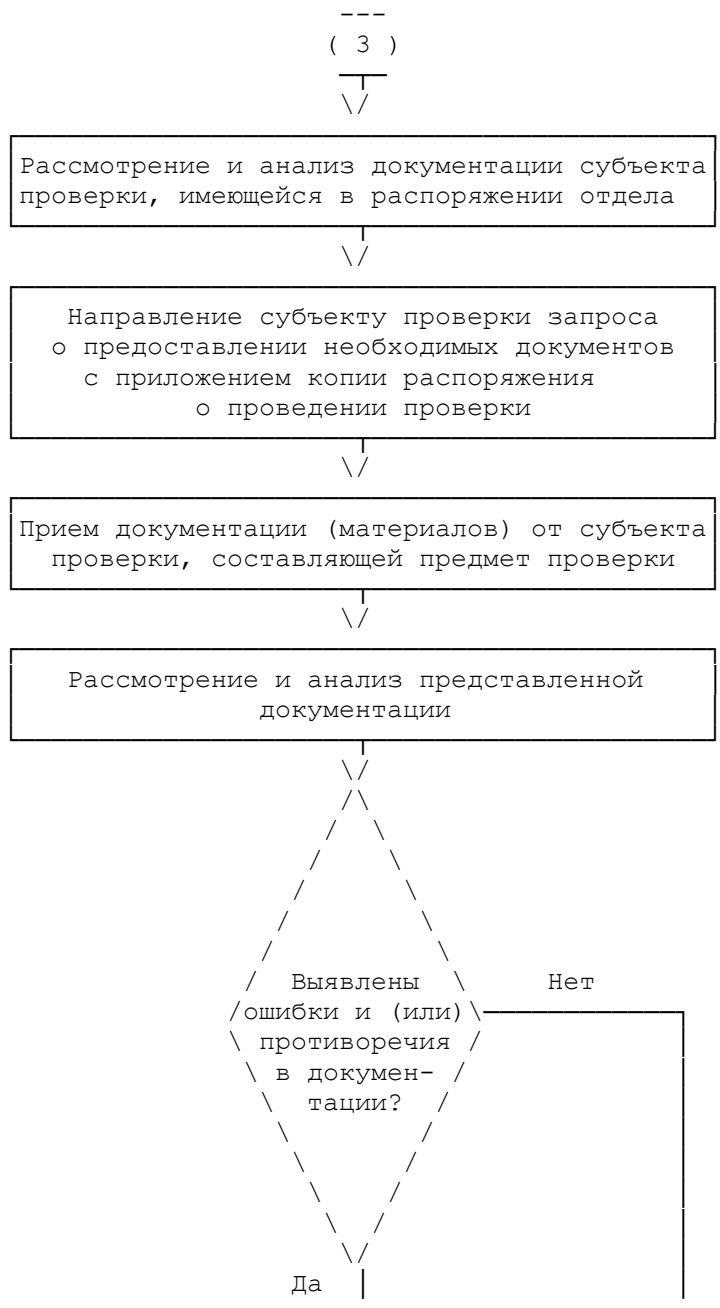 ( 3 )
Рассмотрение и анализ документации субъекта
проверки, имеющейся в распоряжении отдела
Направление субъекту проверки запроса
о предоставлении необходимых документов
с приложением копии распоряжения
о проведении проверки
Прием документации (материалов) от субъекта
проверки, составляющей предмет проверки
Рассмотрение и анализ представленной
документации
Выявлены Нет
ошибки и (или)
противоречия
в докумен-
тации?
Да